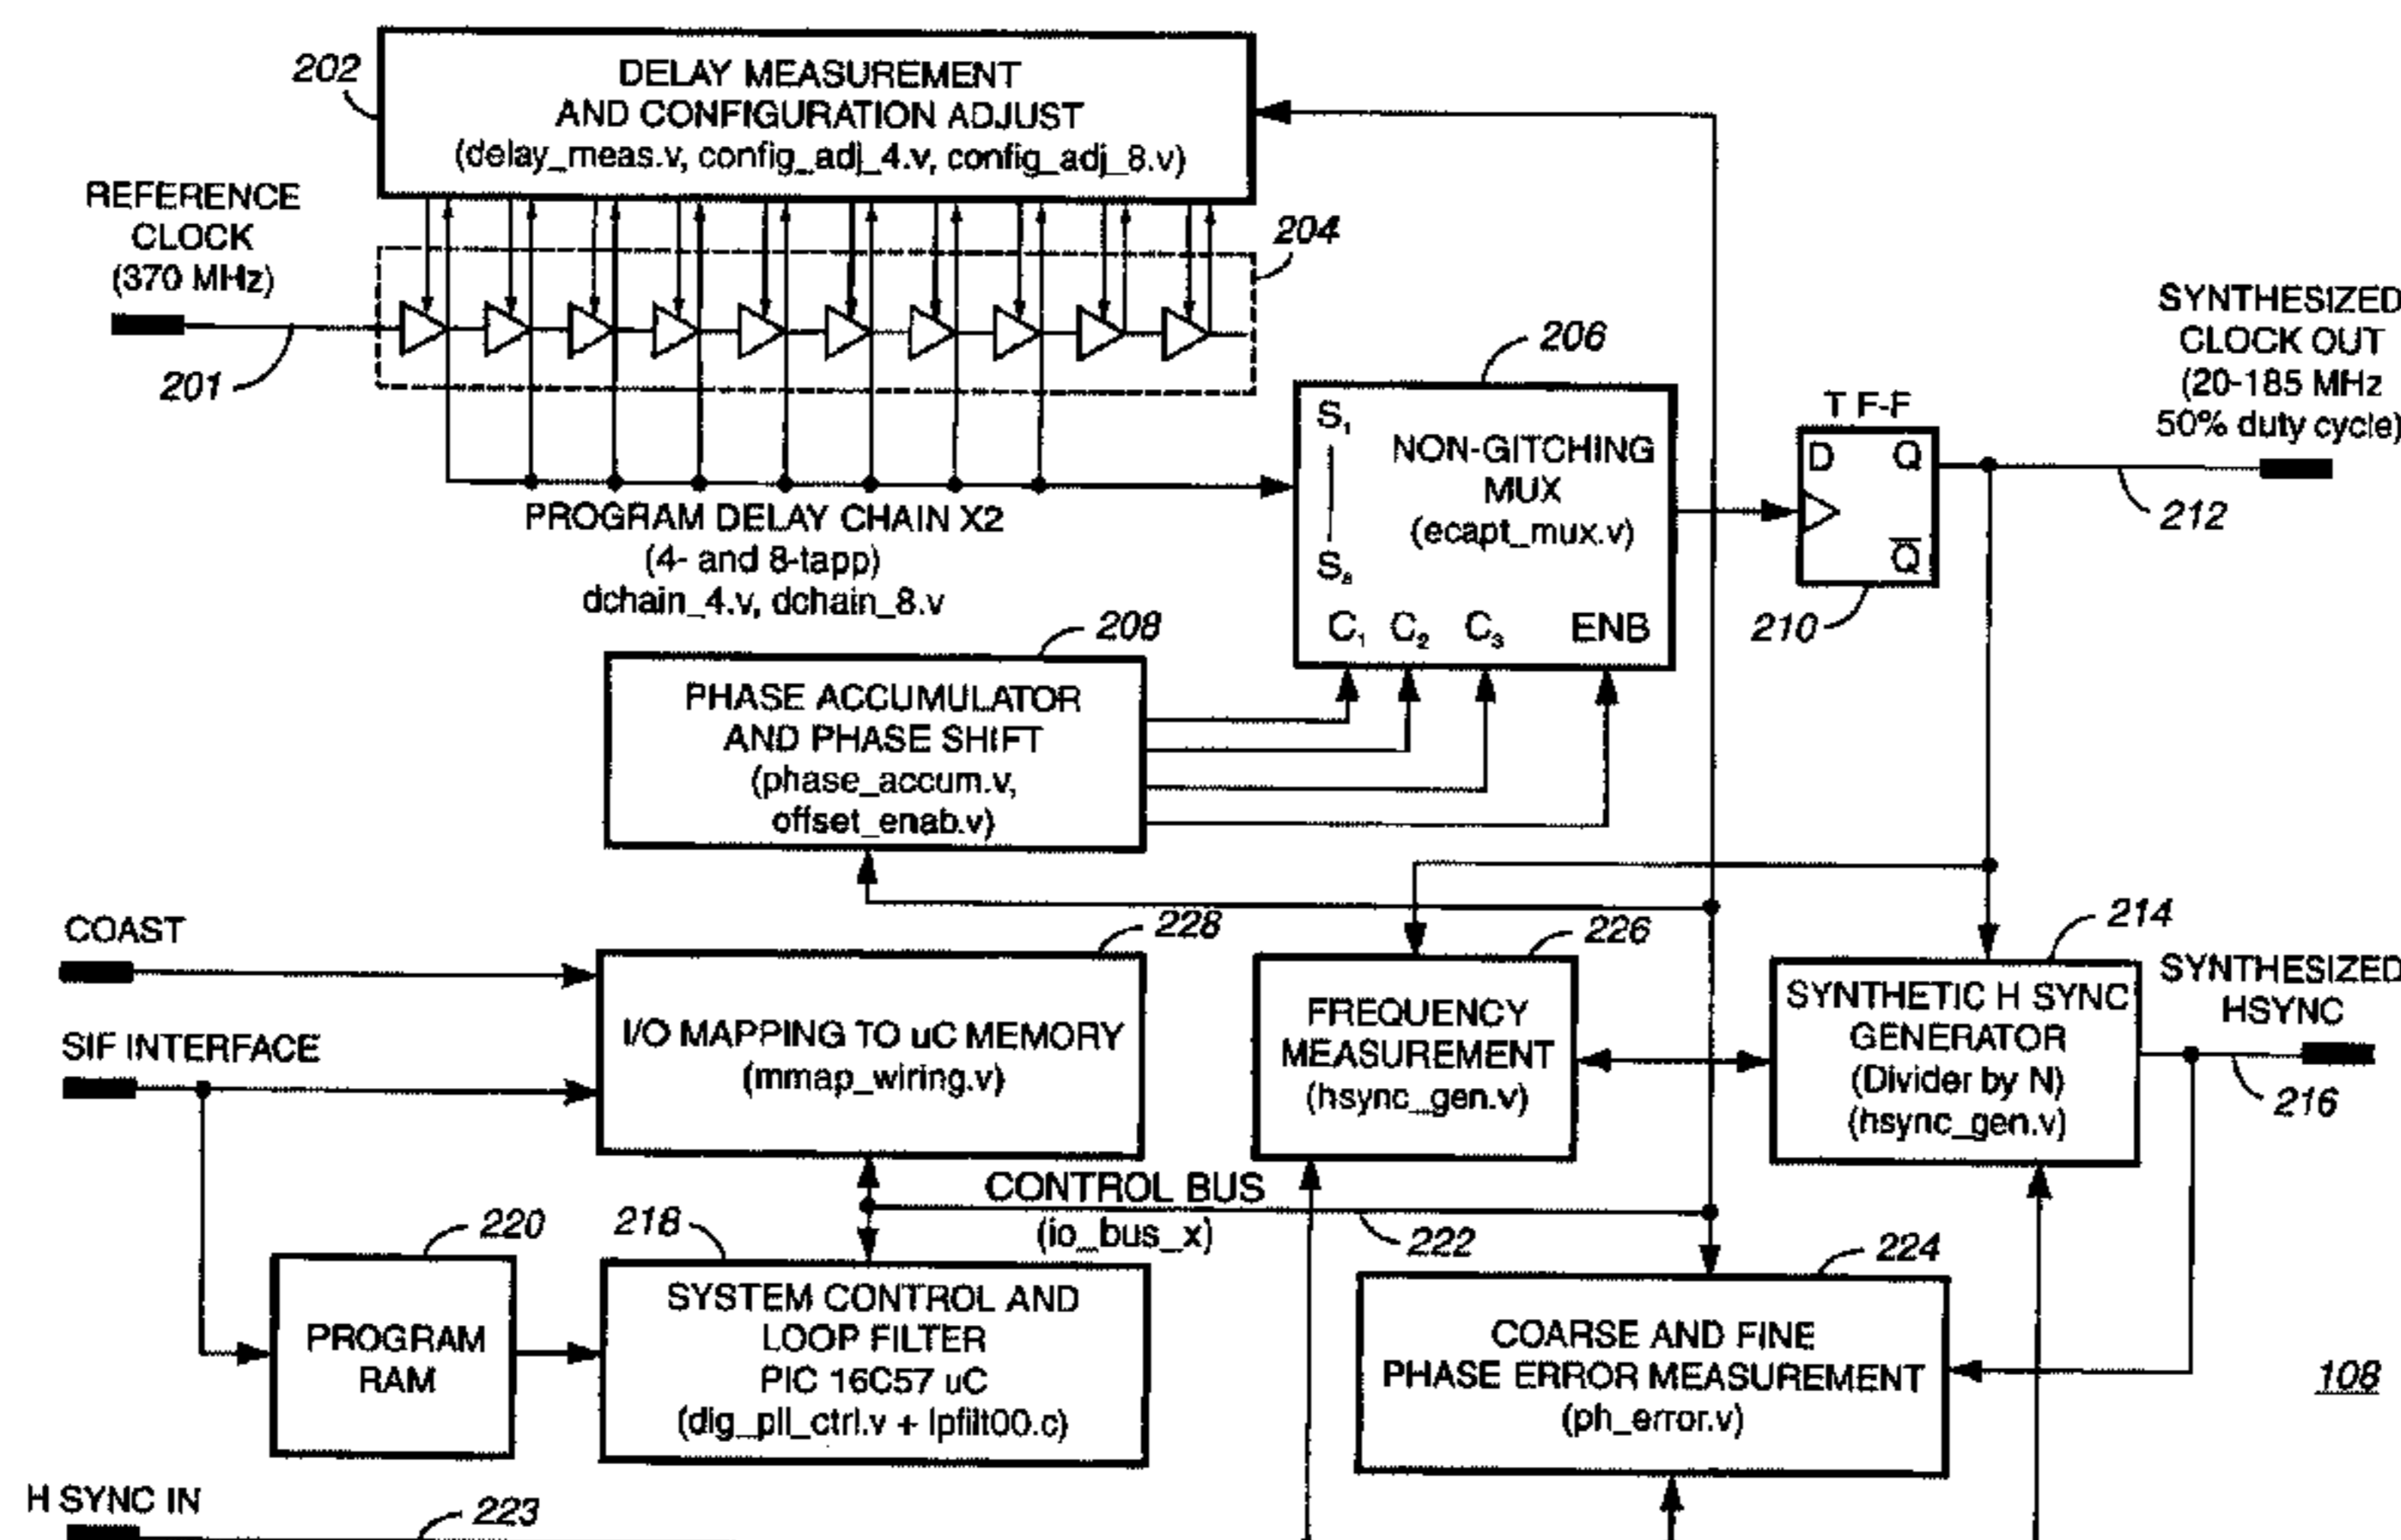 202
DELAY MEASUREMENT
AND CONFIGURATION ADJUST
(delay_meas.v, config_adj_4.v, config_adj_8.v)
REFERENCE
CLOCK
(370 MHz)
201
204
206
SYNTHESIZED
CLOCK OUT
(20-185 MHz
50% duty cycle)
S₁
S₈
NON-GITCHING
MUX
(ecapt_mux.v)
C₁ C₂ C₃ ENB
T F-F
D Q
Q̅
210
212
PROGRAM DELAY CHAIN X2
(4- and 8-tapp)
dchain_4.v, dchain_8.v
208
PHASE ACCUMULATOR
AND PHASE SHIFT
(phase_accum.v,
offset_enab.v)
COAST
SIF INTERFACE
228
I/O MAPPING TO uC MEMORY
(mmap_wiring.v)
226
FREQUENCY
MEASUREMENT
(hsync_gen.v)
214
SYNTHETIC H SYNC
GENERATOR
(Divider by N)
(hsync_gen.v)
SYNTHESIZED
HSYNC
216
CONTROL BUS
(io_bus_x)
222
220
PROGRAM
RAM
218
SYSTEM CONTROL AND
LOOP FILTER
PIC 16C57 uC
(dig_pll_ctrl.v + lpfilt00.c)
224
COARSE AND FINE
PHASE ERROR MEASUREMENT
(ph_error.v)
108
H SYNC IN
223